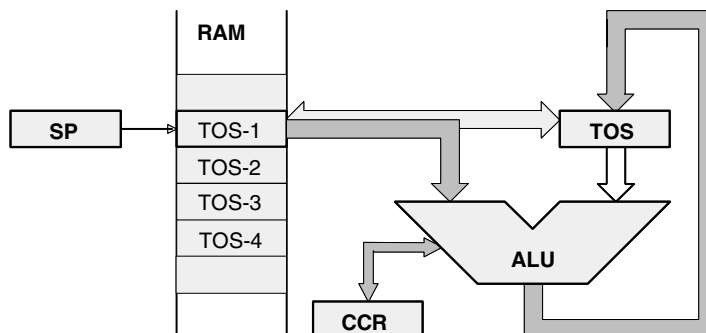 RAM
SP
TOS-1
TOS
TOS-2
TOS-3
TOS-4
ALU
CCR